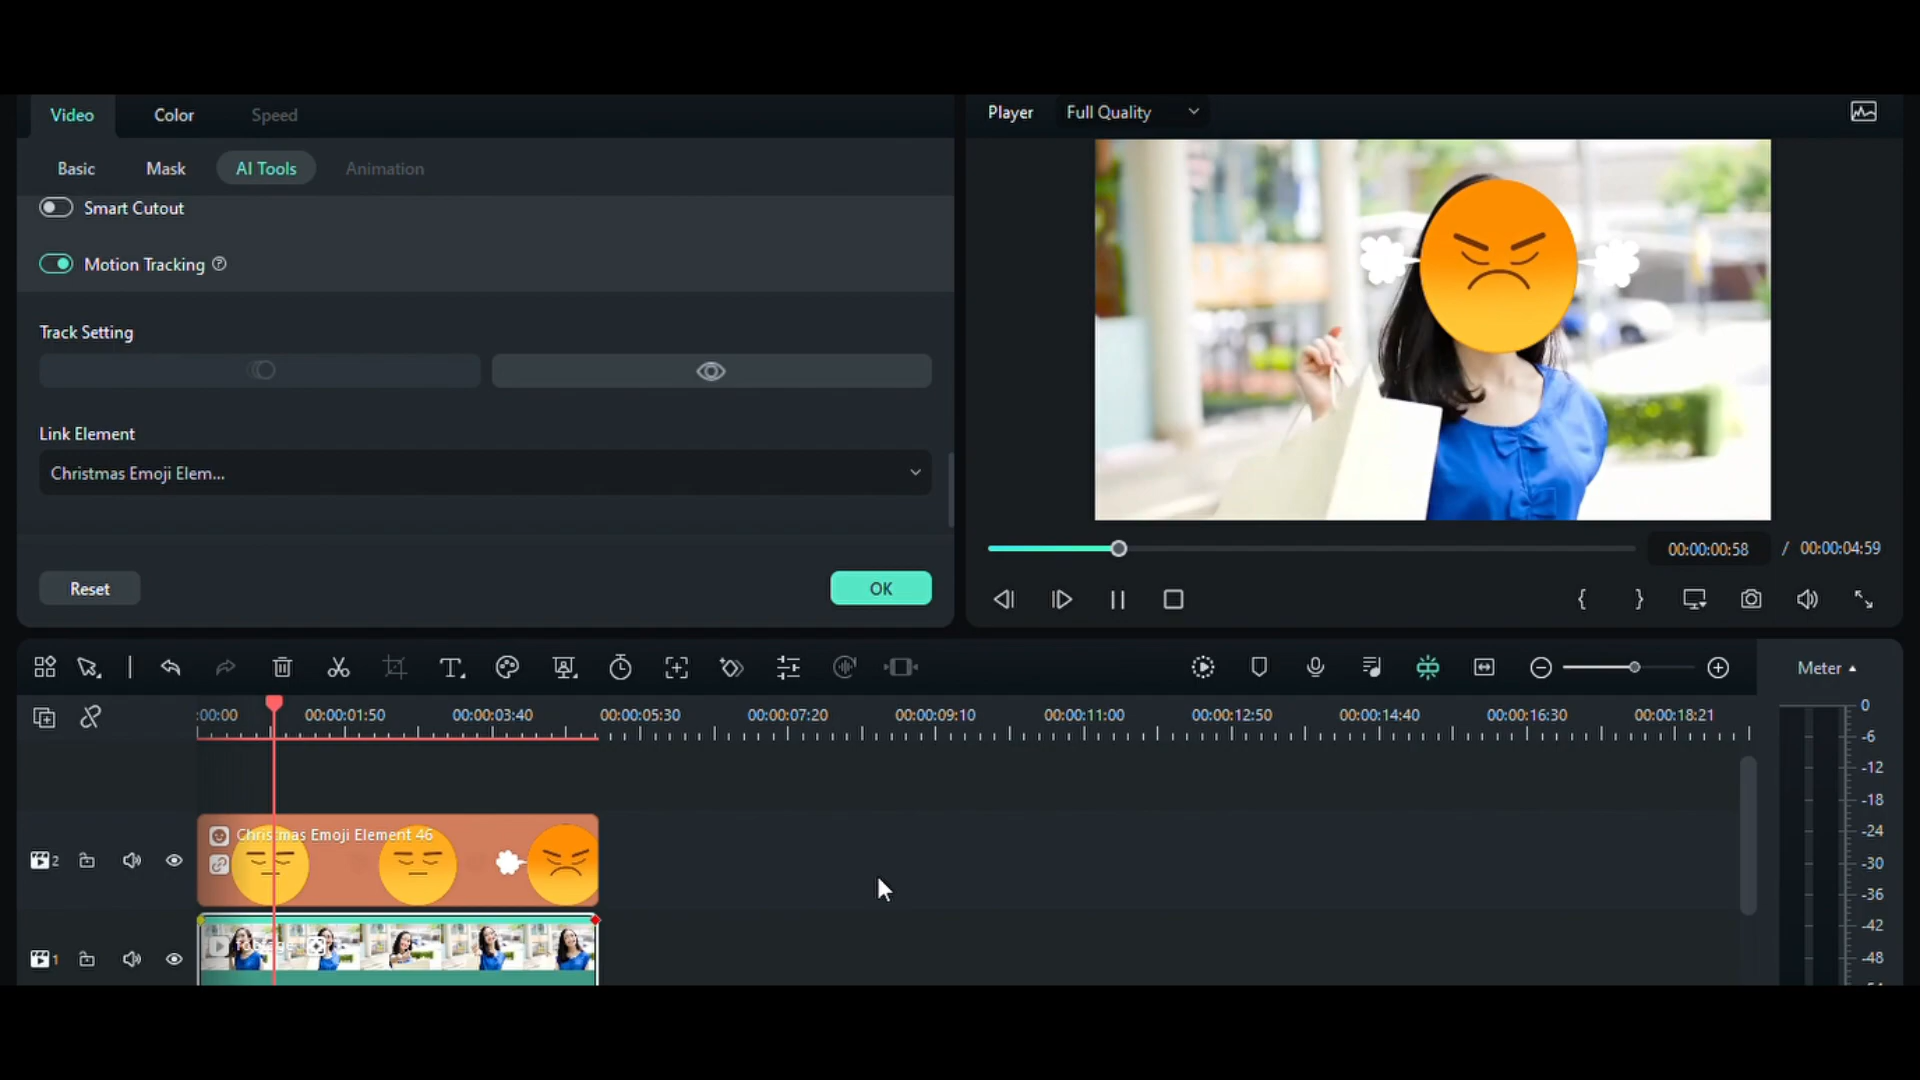 Video Color Speed
Player Full Quality
Basic Mask AI Tools Animation
Smart Cutout
Motion Tracking
Track Setting
Link Element
Christmas Emoji Elem...
Reset OK
00:00:00:58 / 00:00:04:59
Meter
:00:00 00:00:01:50 00:00:03:40 00:00:05:30 00:00:07:20 00:00:09:10 00:00:11:00 00:00:12:50 00:00:14:40 00:00:16:30 00:00:18:21
0
-6
-12
-18
-24
-30
-36
-42
-48
Christmas Emoji Element 46
2
footage
1